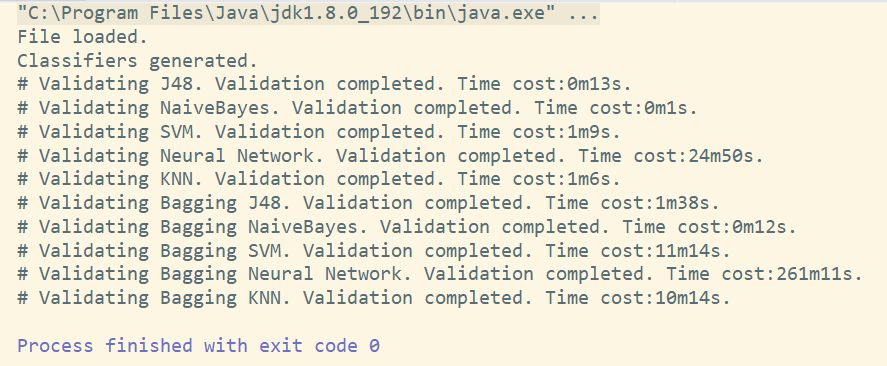 "C:\Program Files\Java\jdk1.8.0_192\bin\java.exe" ...
File loaded.
Classifiers generated.
# Validating J48. Validation completed. Time cost:0m13s.
# Validating NaiveBayes. Validation completed. Time cost:0m1s.
# Validating SVM. Validation completed. Time cost:1m9s.
# Validating Neural Network. Validation completed. Time cost:24m50s.
# Validating KNN. Validation completed. Time cost:1m6s.
# Validating Bagging J48. Validation completed. Time cost:1m38s.
# Validating Bagging NaiveBayes. Validation completed. Time cost:0m12s.
# Validating Bagging SVM. Validation completed. Time cost:11m14s.
# Validating Bagging Neural Network. Validation completed. Time cost:261m11s.
# Validating Bagging KNN. Validation completed. Time cost:10m14s.
Process finished with exit code 0